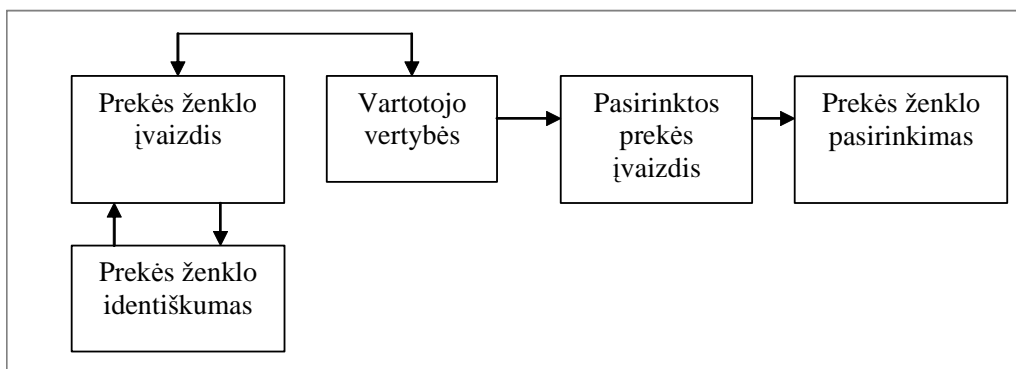 Prekės ženklo
įvaizdis
Vartotojo
vertybės
Pasirinktos
prekės
įvaizdis
Prekės ženklo
pasirinkimas
Prekės ženklo
identiškumas